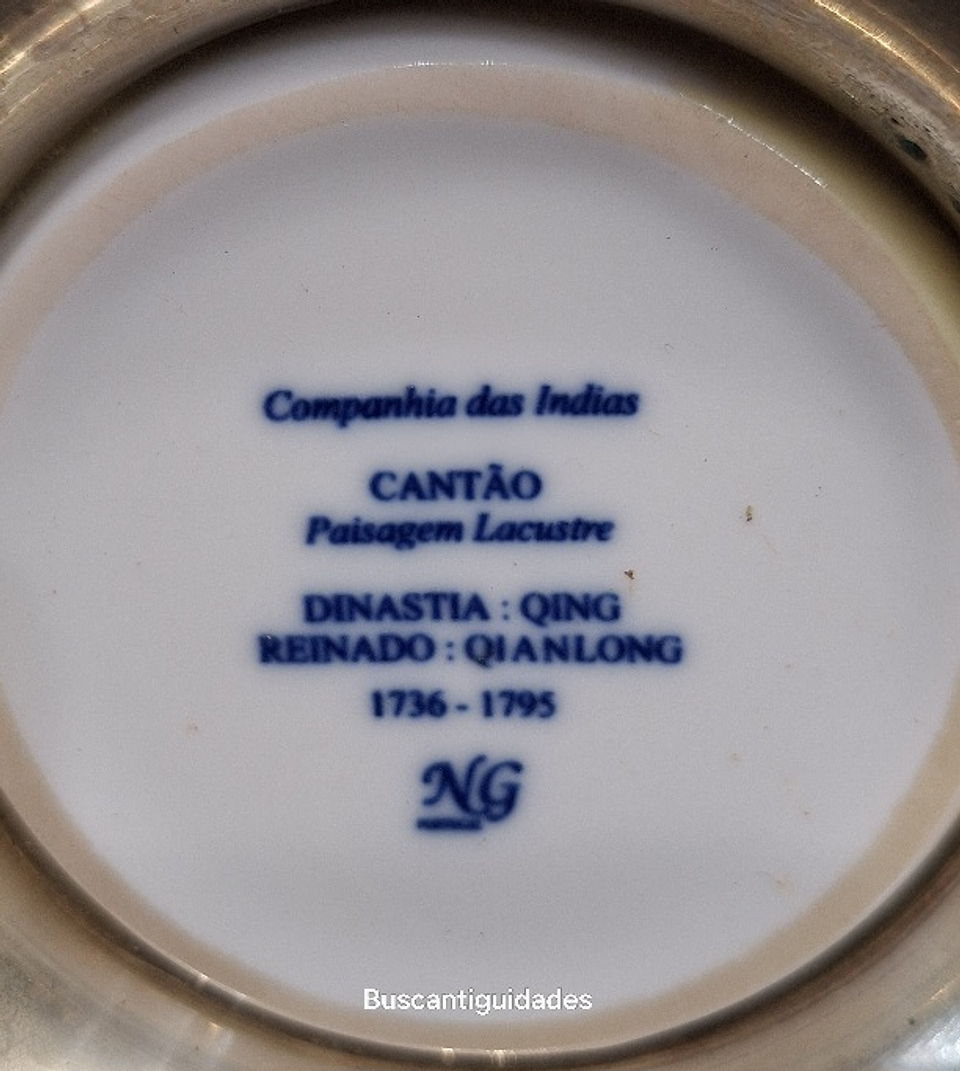 Companhia das Indias
CANTÃO
Paisagem Lacustre
DINASTIA : QING
REINADO : QIANLONG
1736 - 1795
NG
Buscantiguidades